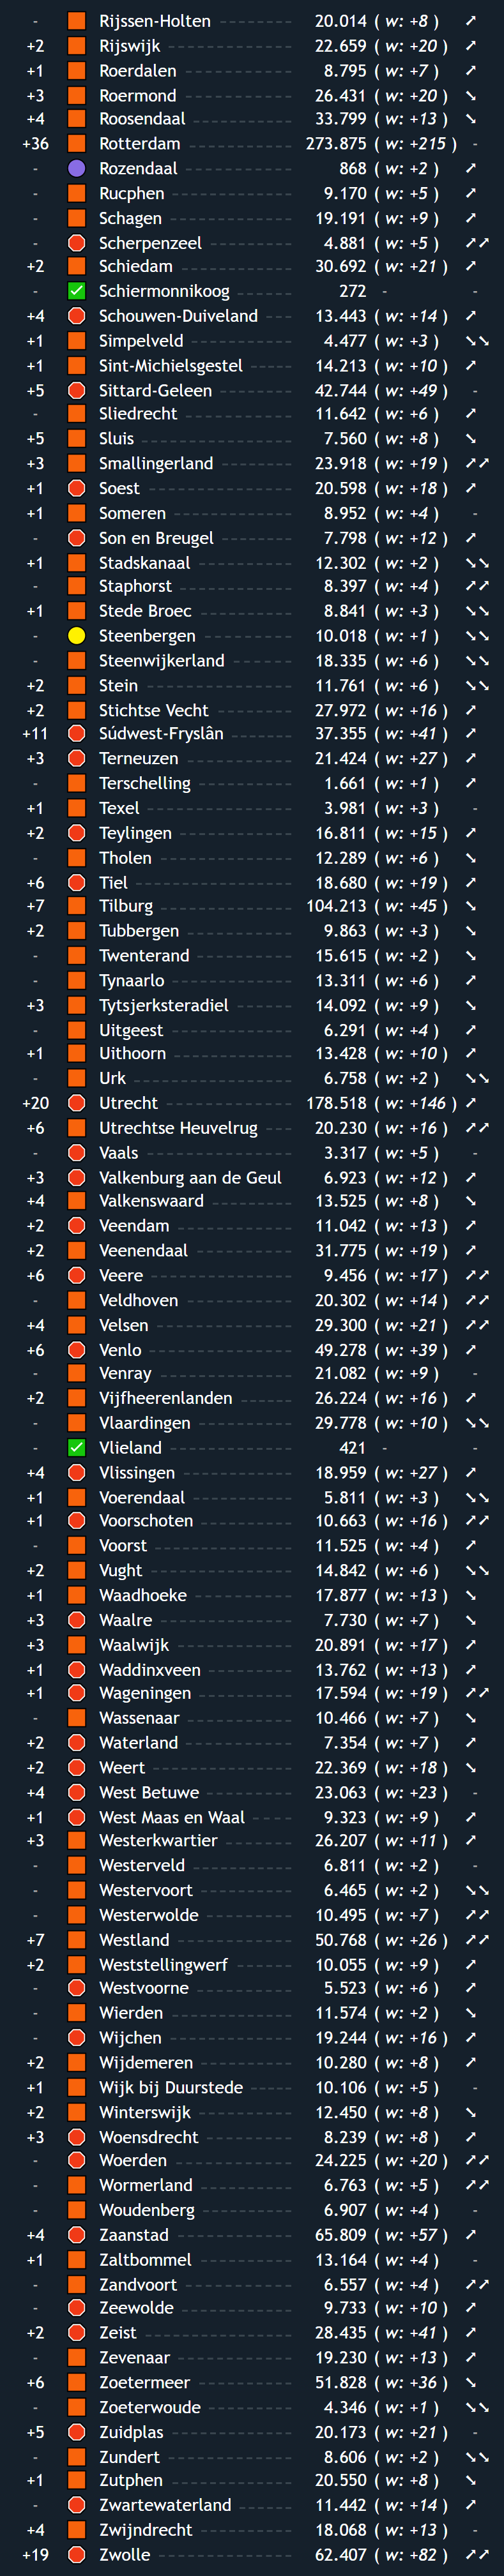 - Rijssen-Holten 20.014 ( w: +8 ) ➚
+2 Rijswijk 22.659 ( w: +20 ) ➚
+1 Roerdalen 8.795 ( w: +7 ) ➚
+3 Roermond 26.431 ( w: +20 ) ➘
+4 Roosendaal 33.799 ( w: +13 ) ➘
+36 Rotterdam 273.875 ( w: +215 ) -
- Rozendaal 868 ( w: +2 ) ➚
- Rucphen 9.170 ( w: +5 ) ➚
- Schagen 19.191 ( w: +9 ) ➚
- Scherpenzeel 4.881 ( w: +5 ) ➚➚
+2 Schiedam 30.692 ( w: +21 ) ➚
- Schiermonnikoog 272 - -
+4 Schouwen-Duiveland 13.443 ( w: +14 ) ➚
+1 Simpelveld 4.477 ( w: +3 ) ➘➘
+1 Sint-Michielsgestel 14.213 ( w: +10 ) ➚
+5 Sittard-Geleen 42.744 ( w: +49 ) -
- Sliedrecht 11.642 ( w: +6 ) ➚
+5 Sluis 7.560 ( w: +8 ) ➘
+3 Smallingerland 23.918 ( w: +19 ) ➚➚
+1 Soest 20.598 ( w: +18 ) ➚
+1 Someren 8.952 ( w: +4 ) -
- Son en Breugel 7.798 ( w: +12 ) ➚
+1 Stadskanaal 12.302 ( w: +2 ) ➘➘
- Staphorst 8.397 ( w: +4 ) ➚➚
+1 Stede Broec 8.841 ( w: +3 ) ➘➘
- Steenbergen 10.018 ( w: +1 ) ➘➘
- Steenwijkerland 18.335 ( w: +6 ) ➘➘
+2 Stein 11.761 ( w: +6 ) ➘➘
+2 Stichtse Vecht 27.972 ( w: +16 ) ➚
+11 Súdwest-Fryslân 37.355 ( w: +41 ) ➚
+3 Terneuzen 21.424 ( w: +27 ) ➚
- Terschelling 1.661 ( w: +1 ) ➚
+1 Texel 3.981 ( w: +3 ) -
+2 Teylingen 16.811 ( w: +15 ) ➚
- Tholen 12.289 ( w: +6 ) ➘
+6 Tiel 18.680 ( w: +19 ) ➚
+7 Tilburg 104.213 ( w: +45 ) ➘
+2 Tubbergen 9.863 ( w: +3 ) ➘
- Twenterand 15.615 ( w: +2 ) ➘
- Tynaarlo 13.311 ( w: +6 ) ➚
+3 Tytsjerksteradiel 14.092 ( w: +9 ) ➘
- Uitgeest 6.291 ( w: +4 ) ➚
+1 Uithoorn 13.428 ( w: +10 ) ➚
- Urk 6.758 ( w: +2 ) ➘➘
+20 Utrecht 178.518 ( w: +146 ) ➚
+6 Utrechtse Heuvelrug 20.230 ( w: +16 ) ➚➚
- Vaals 3.317 ( w: +5 ) -
+3 Valkenburg aan de Geul 6.923 ( w: +12 ) ➚
+4 Valkenswaard 13.525 ( w: +8 ) ➘
+2 Veendam 11.042 ( w: +13 ) ➚
+2 Veenendaal 31.775 ( w: +19 ) ➚
+6 Veere 9.456 ( w: +17 ) ➚➚
- Veldhoven 20.302 ( w: +14 ) ➚➚
+4 Velsen 29.300 ( w: +21 ) ➚➚
+6 Venlo 49.278 ( w: +39 ) ➚
- Venray 21.082 ( w: +9 ) -
+2 Vijfheerenlanden 26.224 ( w: +16 ) ➚
- Vlaardingen 29.778 ( w: +10 ) ➘➘
- Vlieland 421 - -
+4 Vlissingen 18.959 ( w: +27 ) ➚
+1 Voerendaal 5.811 ( w: +3 ) ➘➘
+1 Voorschoten 10.663 ( w: +16 ) ➚➚
- Voorst 11.525 ( w: +4 ) ➚
+2 Vught 14.842 ( w: +6 ) ➘➘
+1 Waadhoeke 17.877 ( w: +13 ) ➘
+3 Waalre 7.730 ( w: +7 ) ➘
+3 Waalwijk 20.891 ( w: +17 ) ➚
+1 Waddinxveen 13.762 ( w: +13 ) ➚
+1 Wageningen 17.594 ( w: +19 ) ➚➚
- Wassenaar 10.466 ( w: +7 ) ➘
+2 Waterland 7.354 ( w: +7 ) ➚
+2 Weert 22.369 ( w: +18 ) ➘
+4 West Betuwe 23.063 ( w: +23 ) -
+1 West Maas en Waal 9.323 ( w: +9 ) ➚
+3 Westerkwartier 26.207 ( w: +11 ) ➚
- Westerveld 6.811 ( w: +2 ) -
- Westervoort 6.465 ( w: +2 ) ➘➘
- Westerwolde 10.495 ( w: +7 ) ➚➚
+7 Westland 50.768 ( w: +26 ) ➚➚
+2 Weststellingwerf 10.055 ( w: +9 ) ➚
- Westvoorne 5.523 ( w: +6 ) ➚
- Wierden 11.574 ( w: +2 ) ➘
- Wijchen 19.244 ( w: +16 ) ➚
+2 Wijdemeren 10.280 ( w: +8 ) ➚
+1 Wijk bij Duurstede 10.106 ( w: +5 ) -
+2 Winterswijk 12.450 ( w: +8 ) ➘
+3 Woensdrecht 8.239 ( w: +8 ) ➚
- Woerden 24.225 ( w: +20 ) ➚➚
- Wormerland 6.763 ( w: +5 ) ➚➚
- Woudenberg 6.907 ( w: +4 ) -
+4 Zaanstad 65.809 ( w: +57 ) ➚
+1 Zaltbommel 13.164 ( w: +4 ) -
- Zandvoort 6.557 ( w: +4 ) ➚➚
- Zeewolde 9.733 ( w: +10 ) ➚
+2 Zeist 28.435 ( w: +41 ) ➚
- Zevenaar 19.230 ( w: +13 ) ➚
+6 Zoetermeer 51.828 ( w: +36 ) ➘
- Zoeterwoude 4.346 ( w: +1 ) ➘➘
+5 Zuidplas 20.173 ( w: +21 ) -
- Zundert 8.606 ( w: +2 ) ➘➘
+1 Zutphen 20.550 ( w: +8 ) ➘
- Zwartewaterland 11.442 ( w: +14 ) ➚
+4 Zwijndrecht 18.068 ( w: +13 ) -
+19 Zwolle 62.407 ( w: +82 ) ➚➚